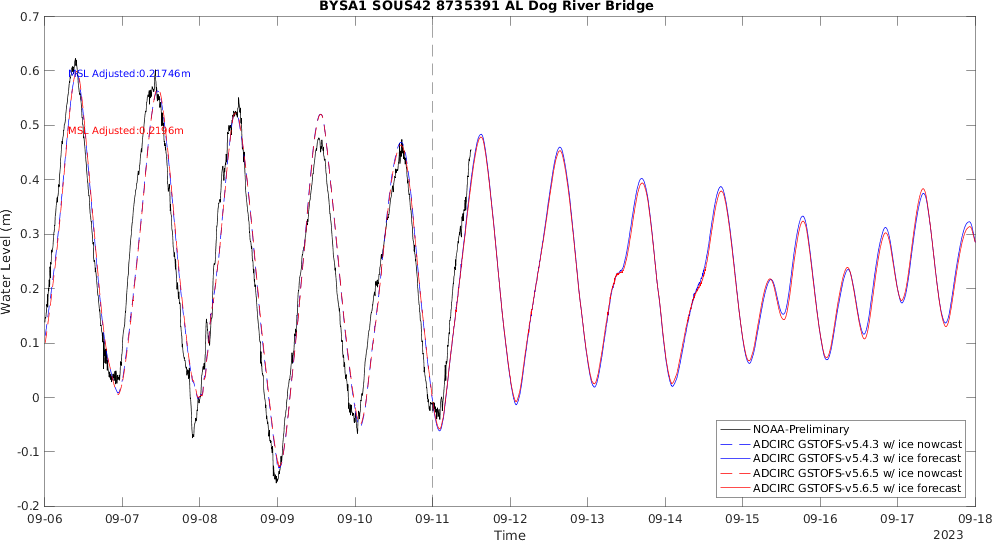 BYSA1 SOUS42 8735391 AL Dog River Bridge
0.7
0.6
0.5
0.4
0.3
0.2
0.1
0
-0.1
-0.2
Water Level (m)
MSL Adjusted:0.21746m
MSL Adjusted:0.2196m
NOAA-Preliminary
ADCIRC GSTOFS-v5.4.3 w/ ice nowcast
ADCIRC GSTOFS-v5.4.3 w/ ice forecast
ADCIRC GSTOFS-v5.6.5 w/ ice nowcast
ADCIRC GSTOFS-v5.6.5 w/ ice forecast
09-06 09-07 09-08 09-09 09-10 09-11 09-12 09-13 09-14 09-15 09-16 09-17 09-18
Time
2023